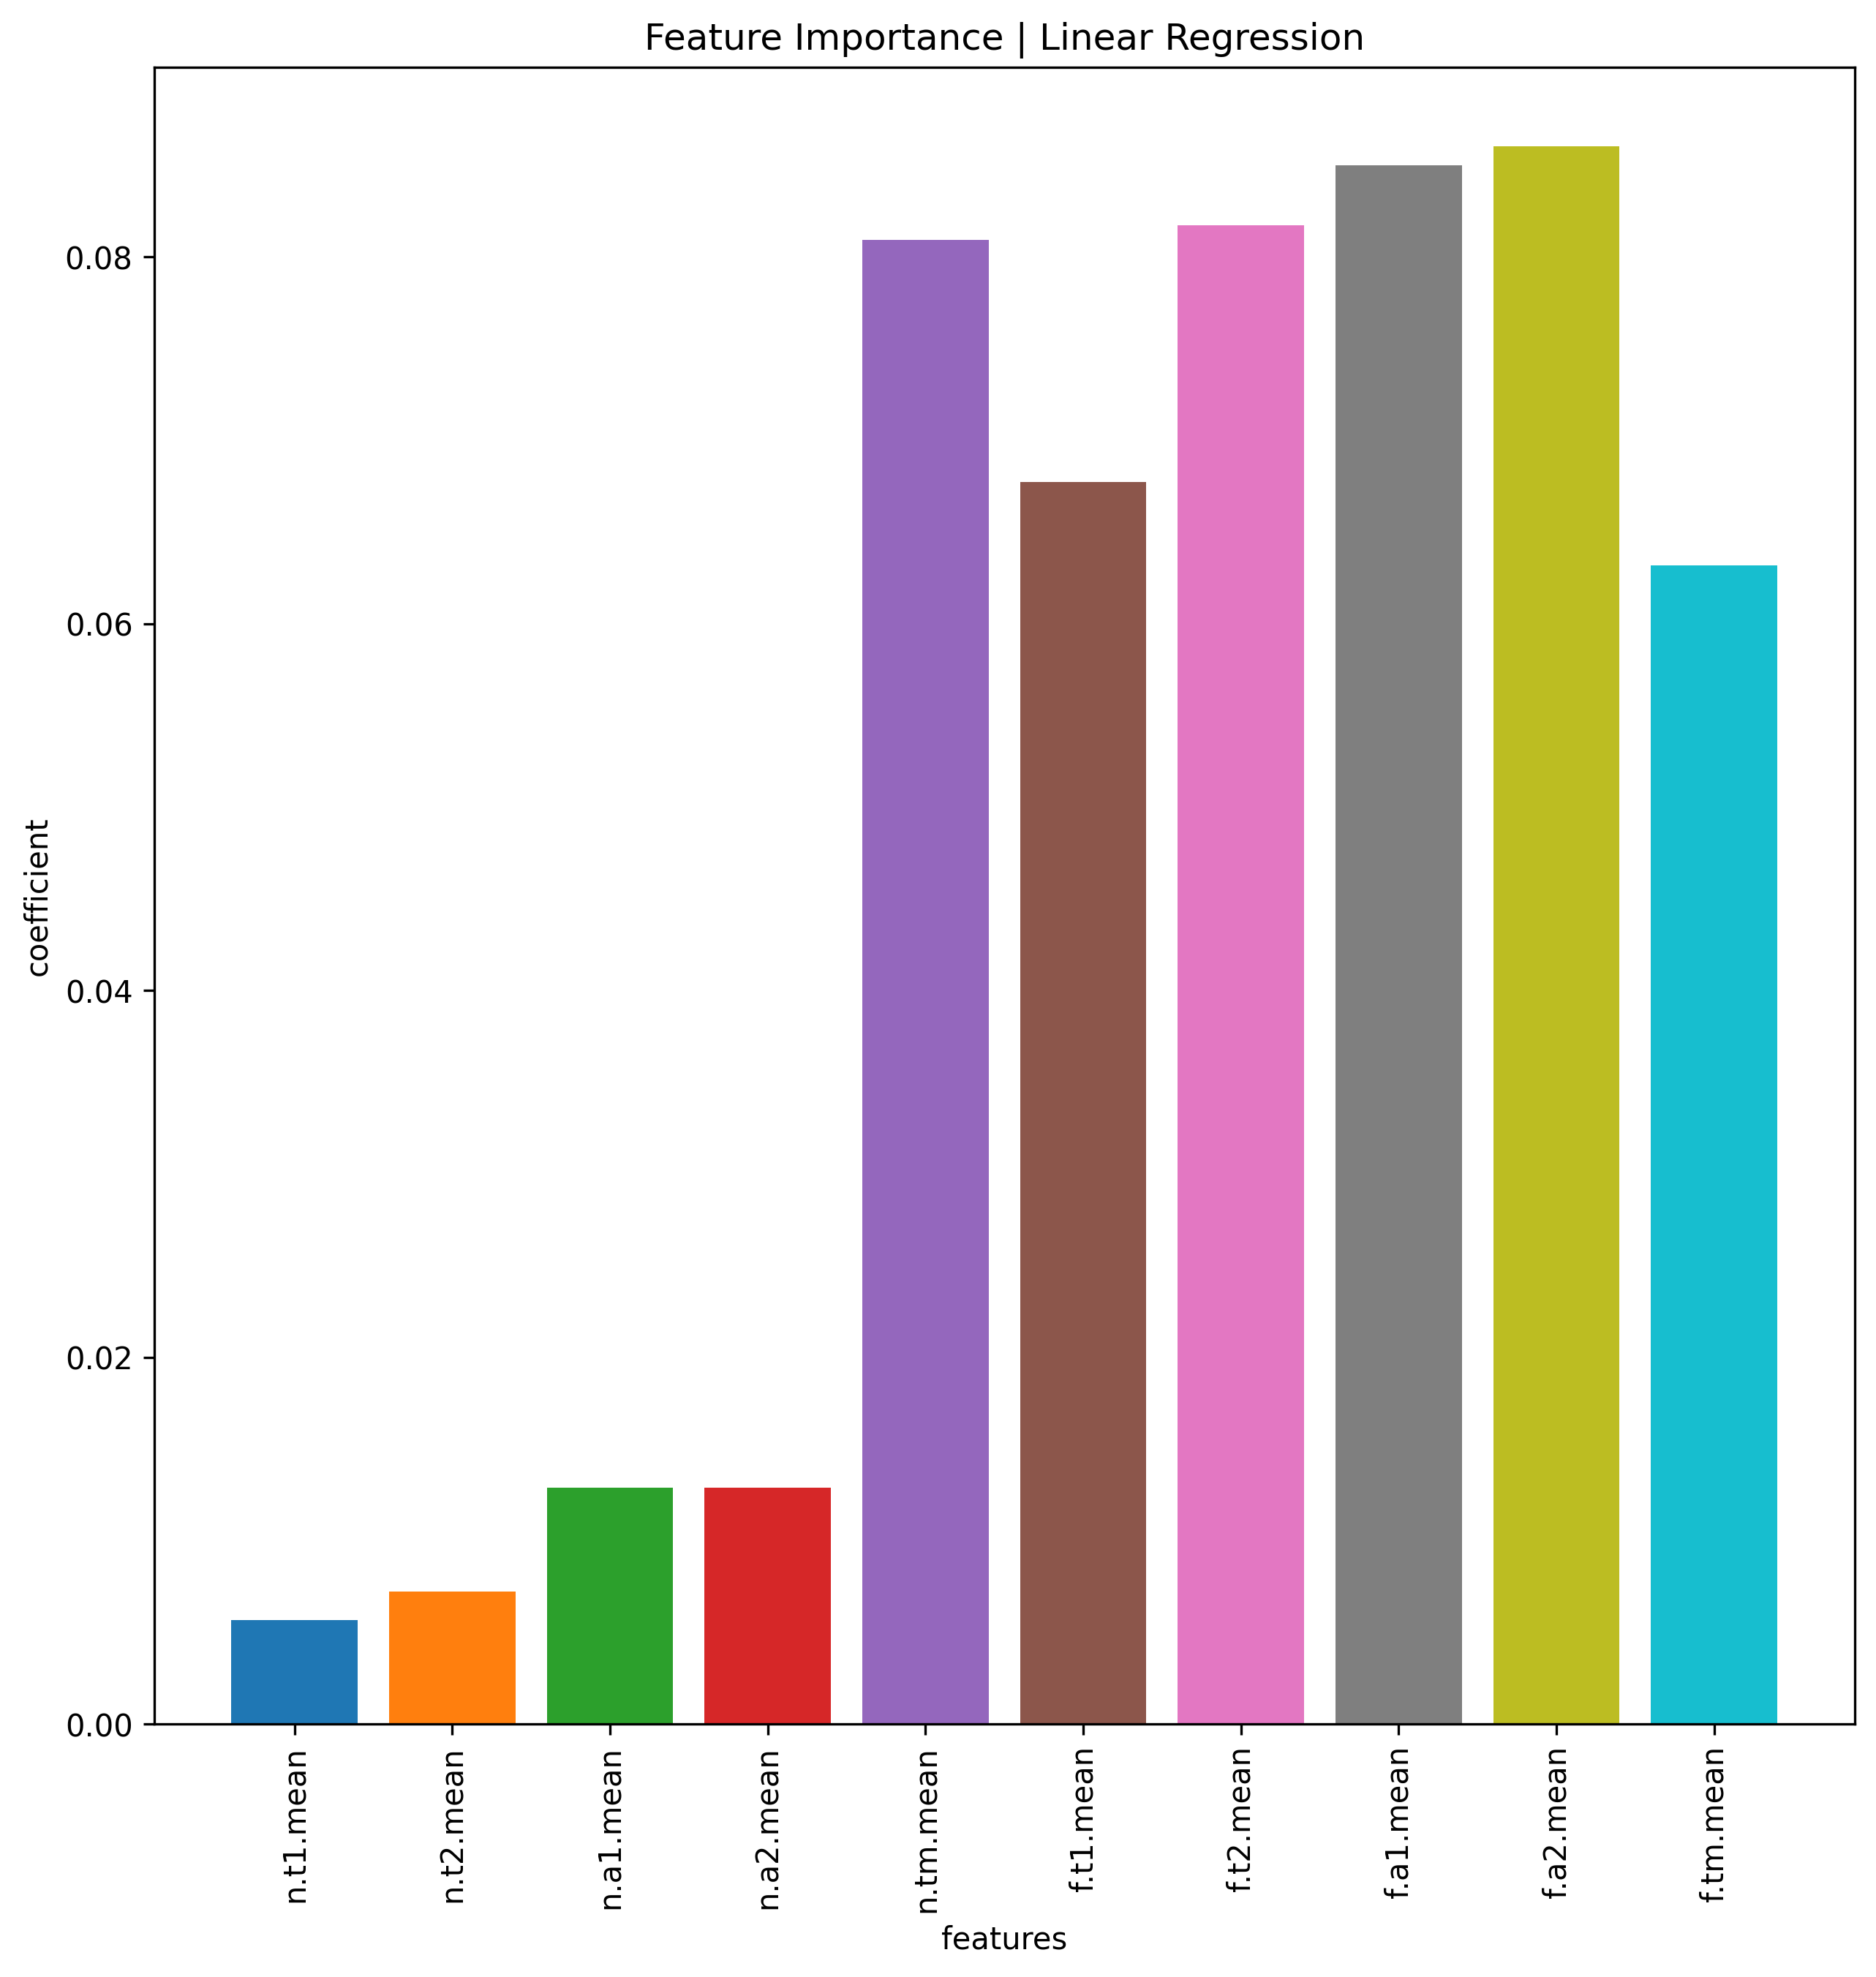 Feature Importance | Linear Regression
coefficient
0.08
0.06
0.04
0.02
0.00
n.t1.mean
n.t2.mean
n.a1.mean
n.a2.mean
n.tm.mean
f.t1.mean
f.t2.mean
f.a1.mean
f.a2.mean
f.tm.mean
features